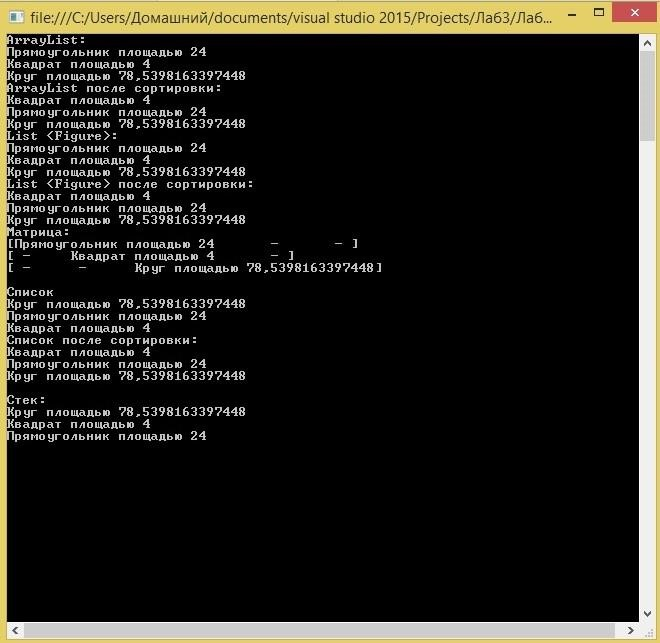 file:///C:/Users/Домашний/documents/visual studio 2015/Projects/Лаб3/Лаб...
ArrayList:
Прямоугольник площадью 24
Квадрат площадью 4
Круг площадью 78,5398163397448
ArrayList после сортировки:
Квадрат площадью 4
Прямоугольник площадью 24
Круг площадью 78,5398163397448
List <Figure>:
Прямоугольник площадью 24
Квадрат площадью 4
Круг площадью 78,5398163397448
List <Figure> после сортировки:
Квадрат площадью 4
Прямоугольник площадью 24
Круг площадью 78,5398163397448
Матрица:
[Прямоугольник площадью 24       -       - ]
[ -     Квадрат площадью 4       - ]
[ -      -      Круг площадью 78,5398163397448]
Список
Круг площадью 78,5398163397448
Прямоугольник площадью 24
Квадрат площадью 4
Список после сортировки:
Квадрат площадью 4
Прямоугольник площадью 24
Круг площадью 78,5398163397448
Стек:
Круг площадью 78,5398163397448
Квадрат площадью 4
Прямоугольник площадью 24